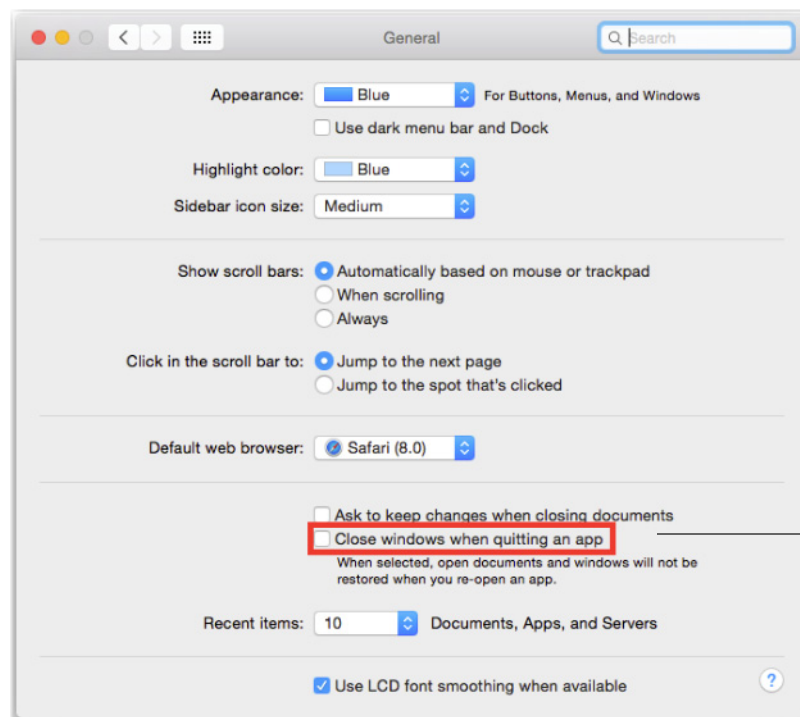 General
Search
Appearance: Blue For Buttons, Menus, and Windows
Use dark menu bar and Dock
Highlight color: Blue
Sidebar icon size: Medium
Show scroll bars: Automatically based on mouse or trackpad
When scrolling
Always
Click in the scroll bar to: Jump to the next page
Jump to the spot that's clicked
Default web browser: Safari (8.0)
Ask to keep changes when closing documents
Close windows when quitting an app
When selected, open documents and windows will not be
restored when you re-open an app.
Recent items: 10 Documents, Apps, and Servers
Use LCD font smoothing when available
?